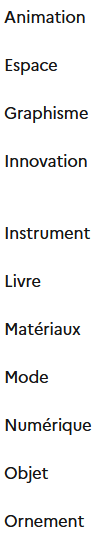 Animation
Espace
Graphisme
Innovation
Instrument
Livre
Matériaux
Mode
Numérique
Objet
Ornement